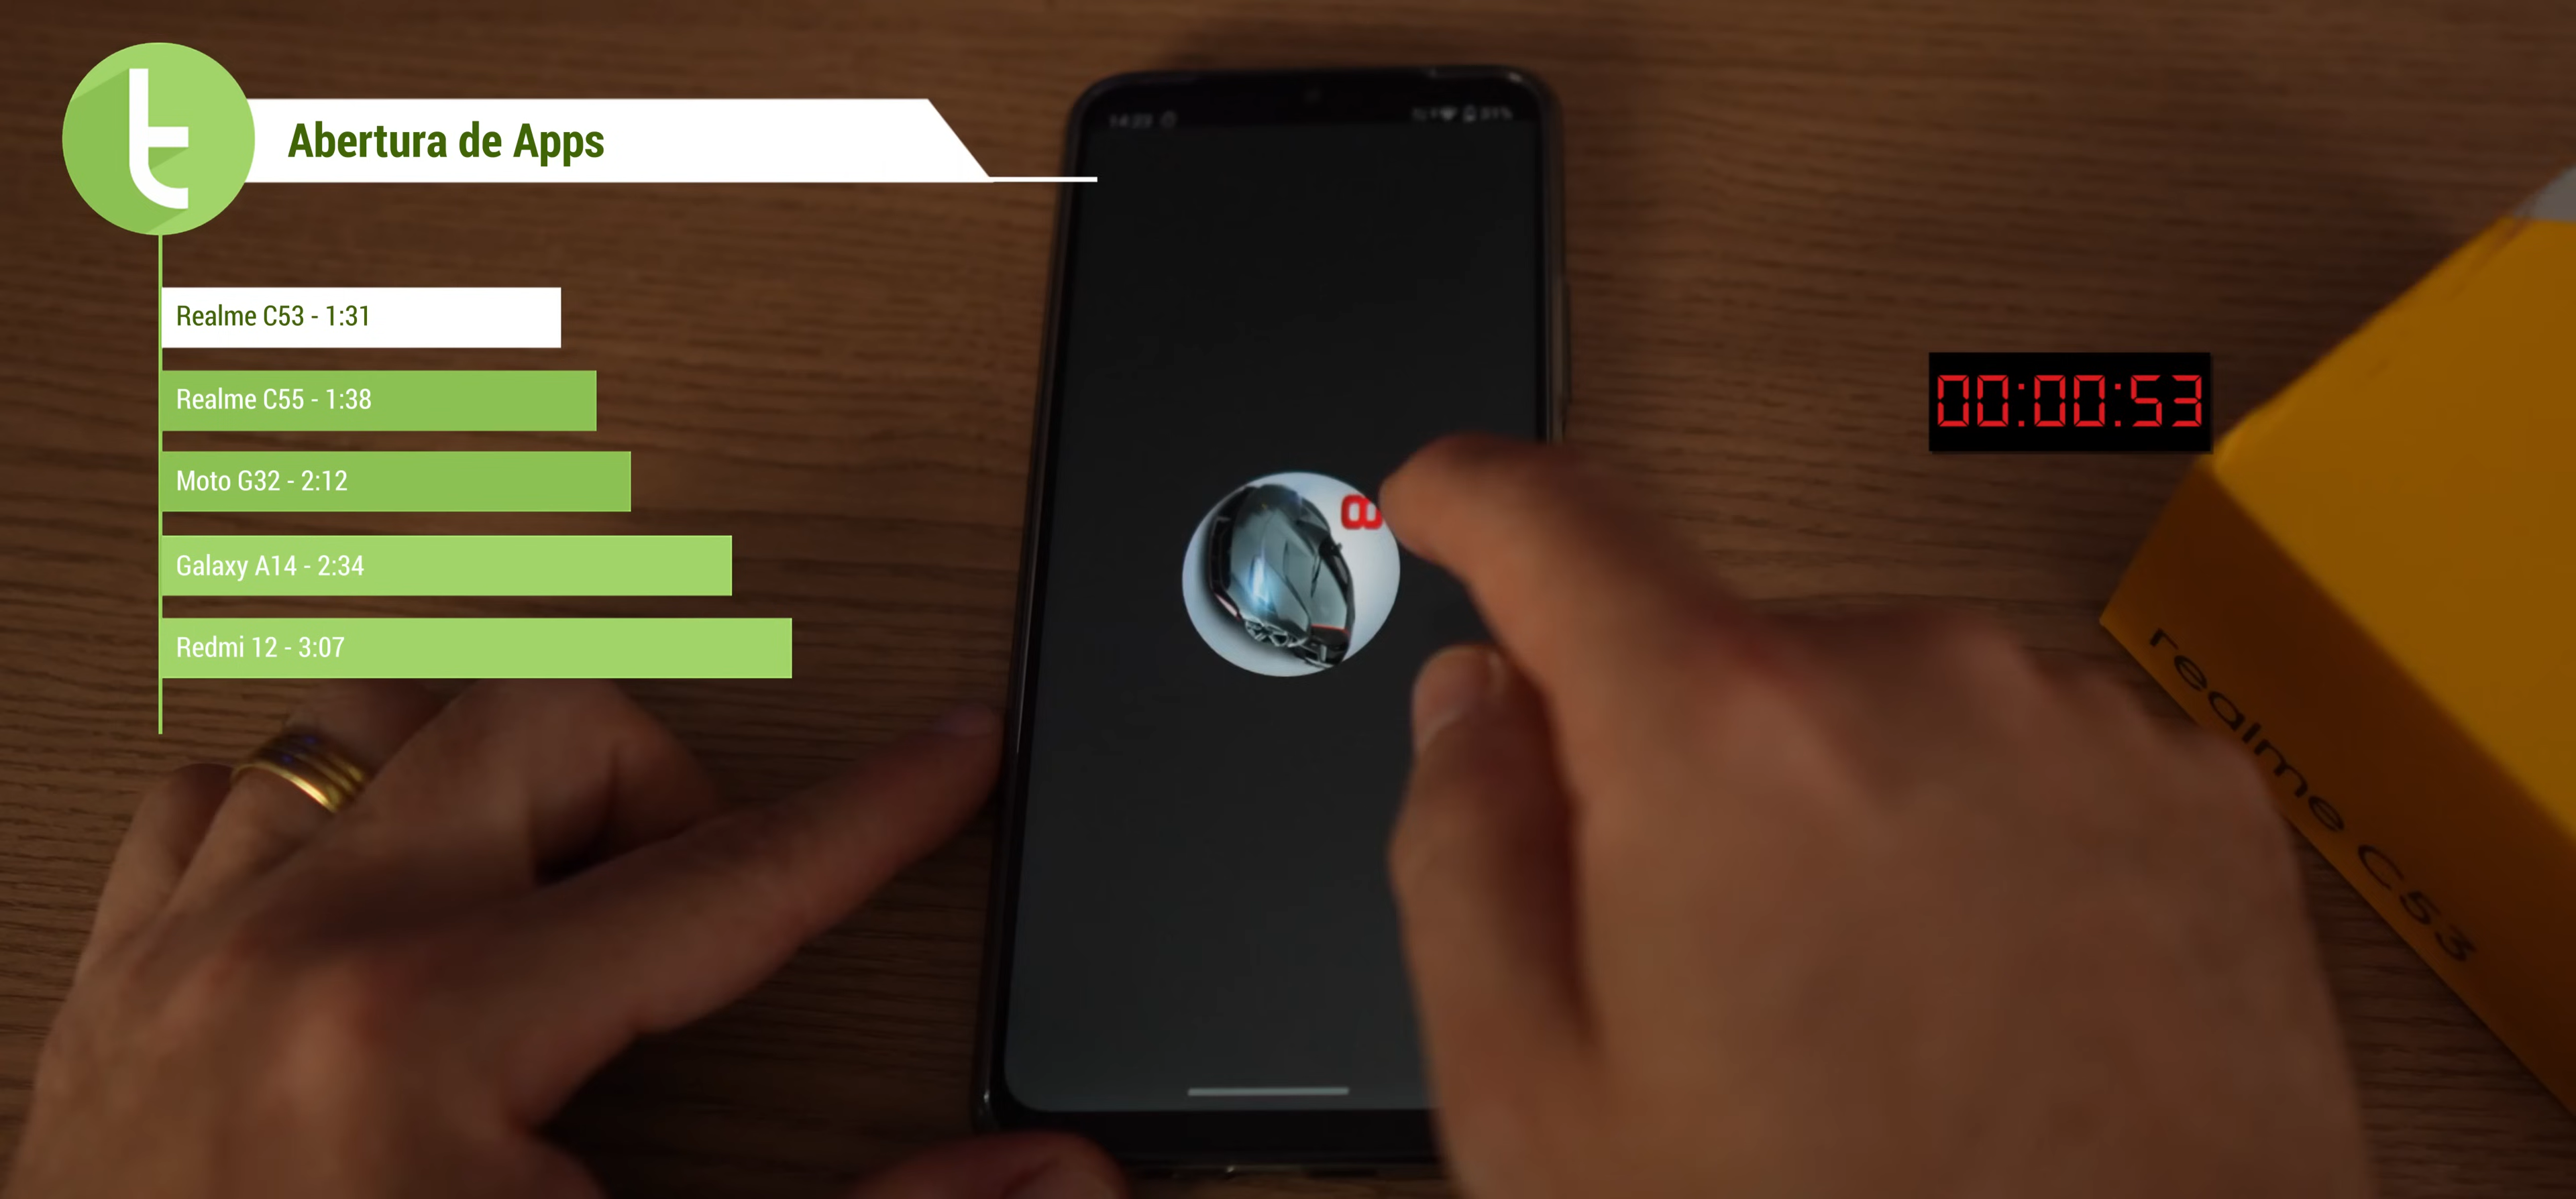 t
Abertura de Apps
Realme C53 - 1:31
Realme C55 - 1:38
Moto G32 - 2:12
Galaxy A14 - 2:34
Redmi 12 - 3:07
00:00:53
8
realme C53